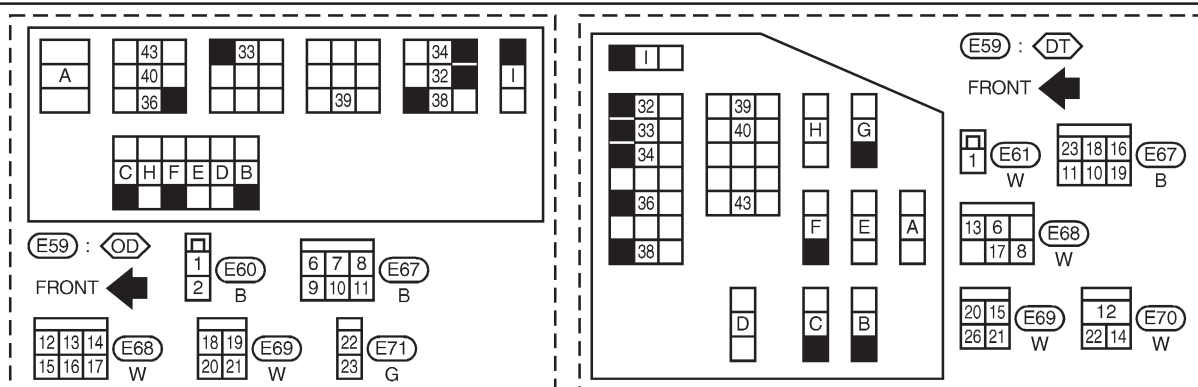 43 33 34
A 40 32 I
36 39 38
C H F E D B
E59 : OD
FRONT
1 2 E60 B
6 7 8
9 10 11 E67 B
12 13 14
15 16 17 E68 W
18 19
20 21 E69 W
22
23 E71 G
I
32 39
33 40 H G
34
36 43
F E A
38
D C B
E59 : DT
FRONT
1 E61 W
23 18 16
11 10 19 E67 B
13 6
17 8 E68 W
20 15
26 21 E69 W
12
22 14 E70 W